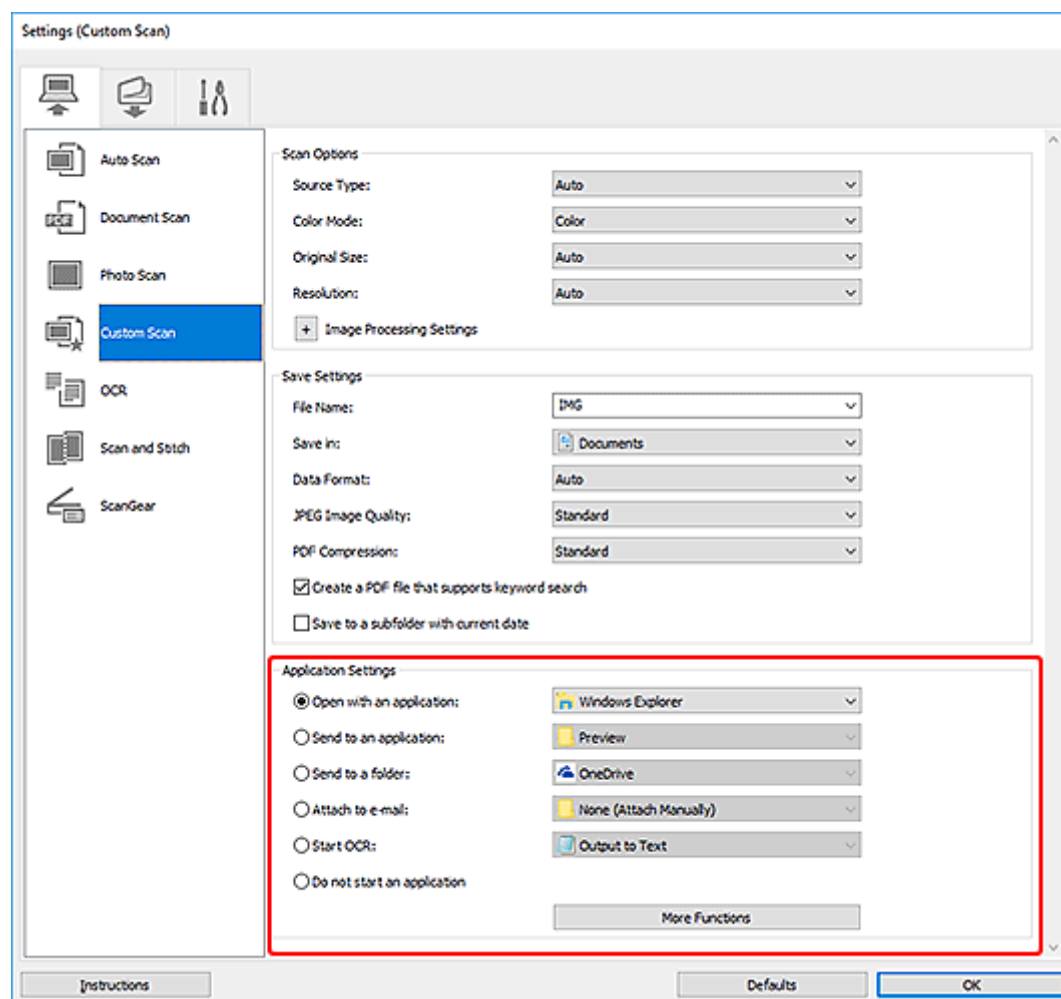 Settings (Custom Scan)
Auto Scan
PDF
Document Scan
Photo Scan
Custom Scan
OCR
Scan and Stitch
ScanGear
Scan Options
Source Type: Auto
Color Mode: Color
Original Size: Auto
Resolution: Auto
+ Image Processing Settings
Save Settings
File Name: IMG
Save in: Documents
Data Format: Auto
JPEG Image Quality: Standard
PDF Compression: Standard
Create a PDF file that supports keyword search
Save to a subfolder with current date
Application Settings
Open with an application: Windows Explorer
Send to an application: Preview
Send to a folder: OneDrive
Attach to e-mail: None (Attach Manually)
Start OCR: Output to Text
Do not start an application
More Functions
Instructions Defaults OK